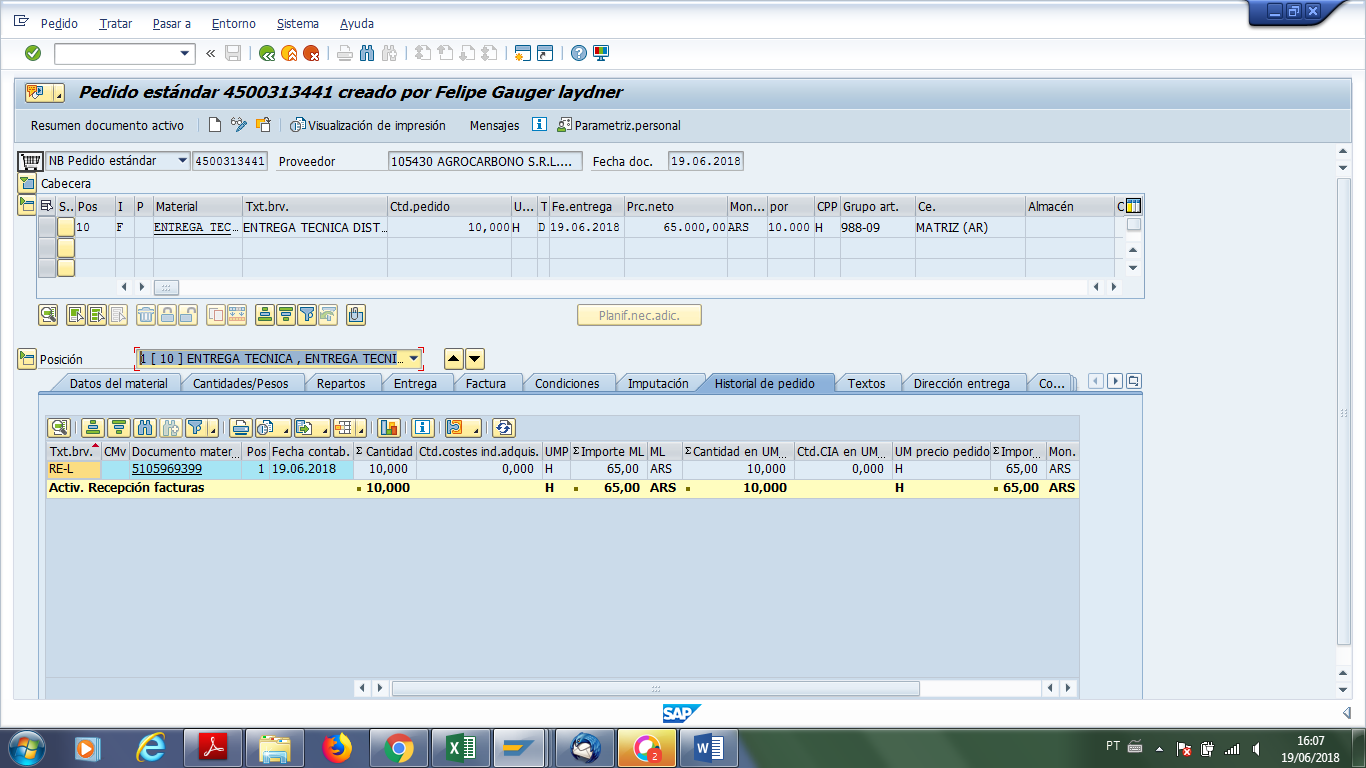 Pedido Tratar Pasar a Entorno Sistema Ayuda
Pedido estándar 4500313441 creado por Felipe Gauger laydner
Resumen documento activo Visualización de impresión Mensajes Parametriz.personal
NB Pedido estándar 4500313441 Proveedor 105430 AGROCARBONO S.R.L.... Fecha doc. 19.06.2018
Cabecera
S.. Pos I P Material Txt.brv. Ctd.pedido U... T Fe.entrega Prc.neto Mon... por CPP Grupo art. Ce. Almacén C
10 F ENTREGA TEC... ENTREGA TECNICA DIST... 10,000 H D 19.06.2018 65.000,00 ARS 10.000 H 988-09 MATRIZ (AR)
Planif.nec.adic.
Posición 1 [ 10 ] ENTREGA TECNICA , ENTREGA TECNI...
Datos del material Cantidades/Pesos Repartos Entrega Factura Condiciones Imputación Historial de pedido Textos Dirección entrega Co...
Txt.brv. CMv Documento mater... Pos Fecha contab. Σ Cantidad Ctd.costes ind.adquis. UMP Σ Importe ML ML Σ Cantidad en UM... Ctd.CIA en UM... UM precio pedido Σ Impor... Mon.
RE-L 5105969399 1 19.06.2018 10,000 0,000 H 65,00 ARS 10,000 0,000 H 65,00 ARS
Activ. Recepción facturas 10,000 H 65,00 ARS 10,000 H 65,00 ARS
SAP
PT 16:07
19/06/2018
2